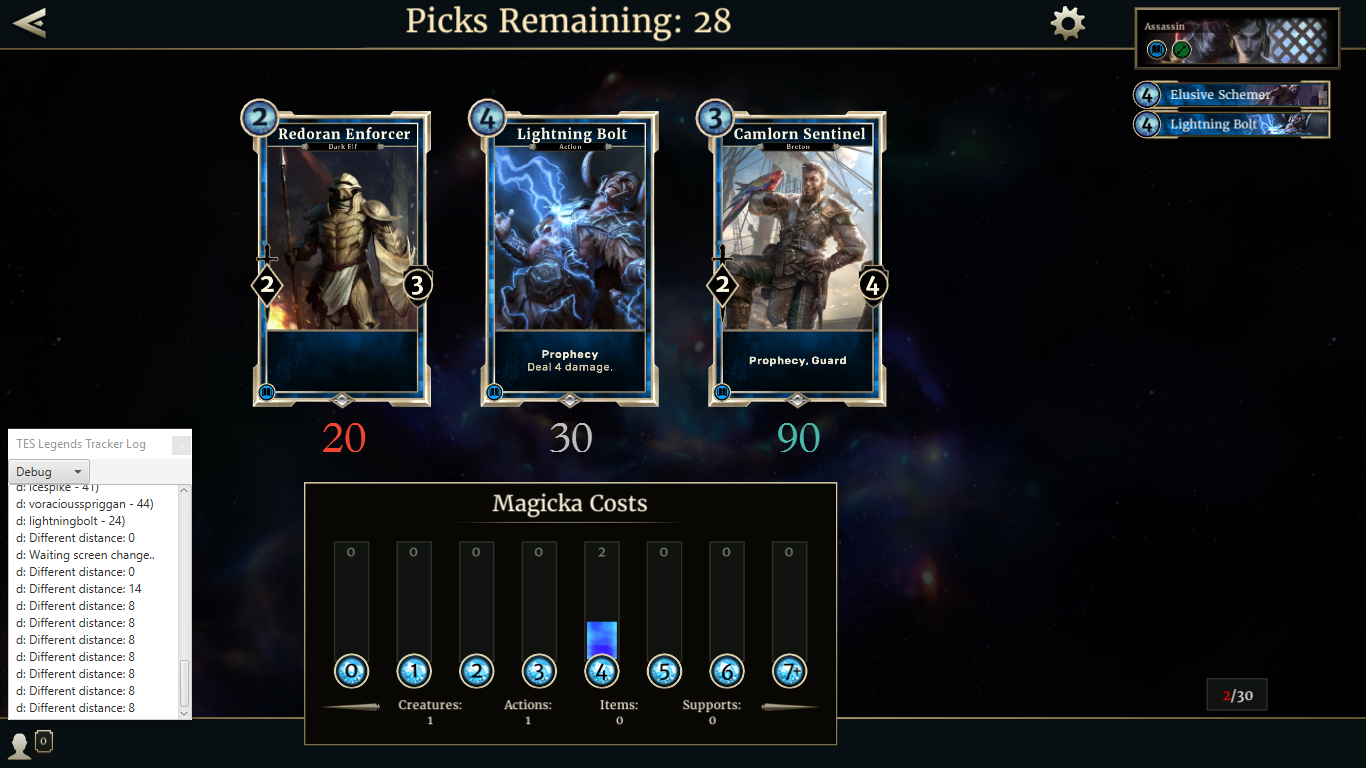 Picks Remaining: 28
Assassin
4 Elusive Schemer
4 Lightning Bolt
2 Redoran Enforcer
Dark Elf
2 3
20
4 Lightning Bolt
Action
Prophecy
Deal 4 damage.
30
3 Camlorn Sentinel
Breton
2 4
Prophecy, Guard
90
TES Legends Tracker Log
Debug
d: icespike - 41)
d: voraciousspriggan - 44)
d: lightningbolt - 24)
d: Different distance: 0
d: Waiting screen change..
d: Different distance: 0
d: Different distance: 14
d: Different distance: 8
d: Different distance: 8
d: Different distance: 8
d: Different distance: 8
d: Different distance: 8
d: Different distance: 8
d: Different distance: 8
Magicka Costs
0 0 0 0 2 0 0 0
0 1 2 3 4 5 6 7+
Creatures: Actions: Items: Supports:
1 1 0 0
2/30
0